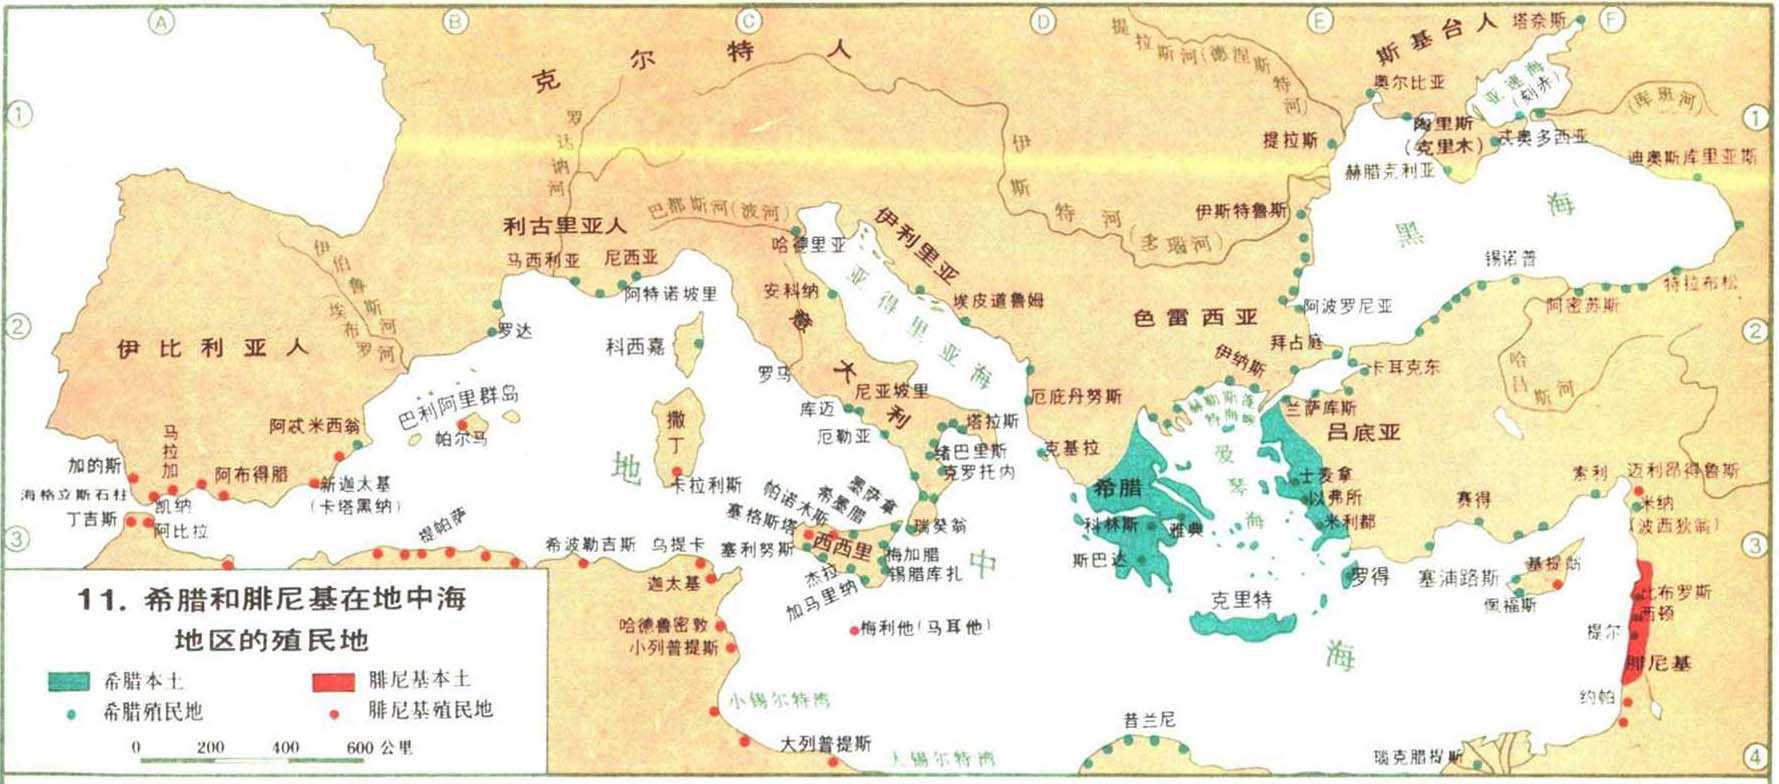 A
B
C
D
E
F
1
2
3
4
1
2
3
克尔特人
斯基台人
塔奈斯
提拉斯河(德涅斯特河)
奥尔比亚
亚速海
(刻赤)
(库班河)
罗达纳河
伊斯特河
(多瑙河)
提拉斯
陶里斯
(克里木)
忒奥多西亚
赫腊克利亚
迪奥斯库里亚斯
黑海
伊斯特鲁斯
巴都斯河(波河)
利古里亚人
马西利亚
尼西亚
阿特诺坡里
哈德里亚
伊利里亚
亚得里亚海
安科纳
埃皮道鲁姆
锡诺普
特拉布松
阿密苏斯
阿波罗尼亚
色雷西亚
拜占庭
卡耳克东
哈吕斯河
伊伯鲁斯河
埃布罗河
伊比利亚人
罗达
科西嘉
意大利
罗马
尼亚坡里
库迈
厄勒亚
伊纳斯
厄底丹努斯
兰萨库斯
吕底亚
巴利阿里群岛
帕尔马
阿忒米西翁
撒丁
卡拉利斯
塔拉斯
绪巴里斯
克罗托内
克基拉
爱琴海
士麦拿
以弗所
米利都
马拉加
加的斯
阿布得腊
新迦太基
(卡塔黑纳)
海格立斯石柱
凯纳
丁吉斯
阿比拉
提帕萨
地中海
帕诺木斯
希墨腊
墨萨拿
塞格斯塔
塞利努斯
西西里
瑞癸翁
梅加腊
锡腊库扎
杰拉
加马里纳
希腊
科林斯
雅典
斯巴达
赛得
索利
迈利昂得鲁斯
米纳
(波西狄翁)
希波勒吉斯
乌提卡
迦太基
哈德鲁密敦
小列普提斯
梅利他(马耳他)
克里特
罗得
塞浦路斯
基提翁
佩福斯
比布罗斯
西顿
提尔
腓尼基
约帕
小锡尔特湾
大列普提斯
大锡尔特湾
昔兰尼
瑙克腊提斯
11. 希腊和腓尼基在地中海
地区的殖民地
希腊本土
腓尼基本土
希腊殖民地
腓尼基殖民地
0 200 400 600 公里